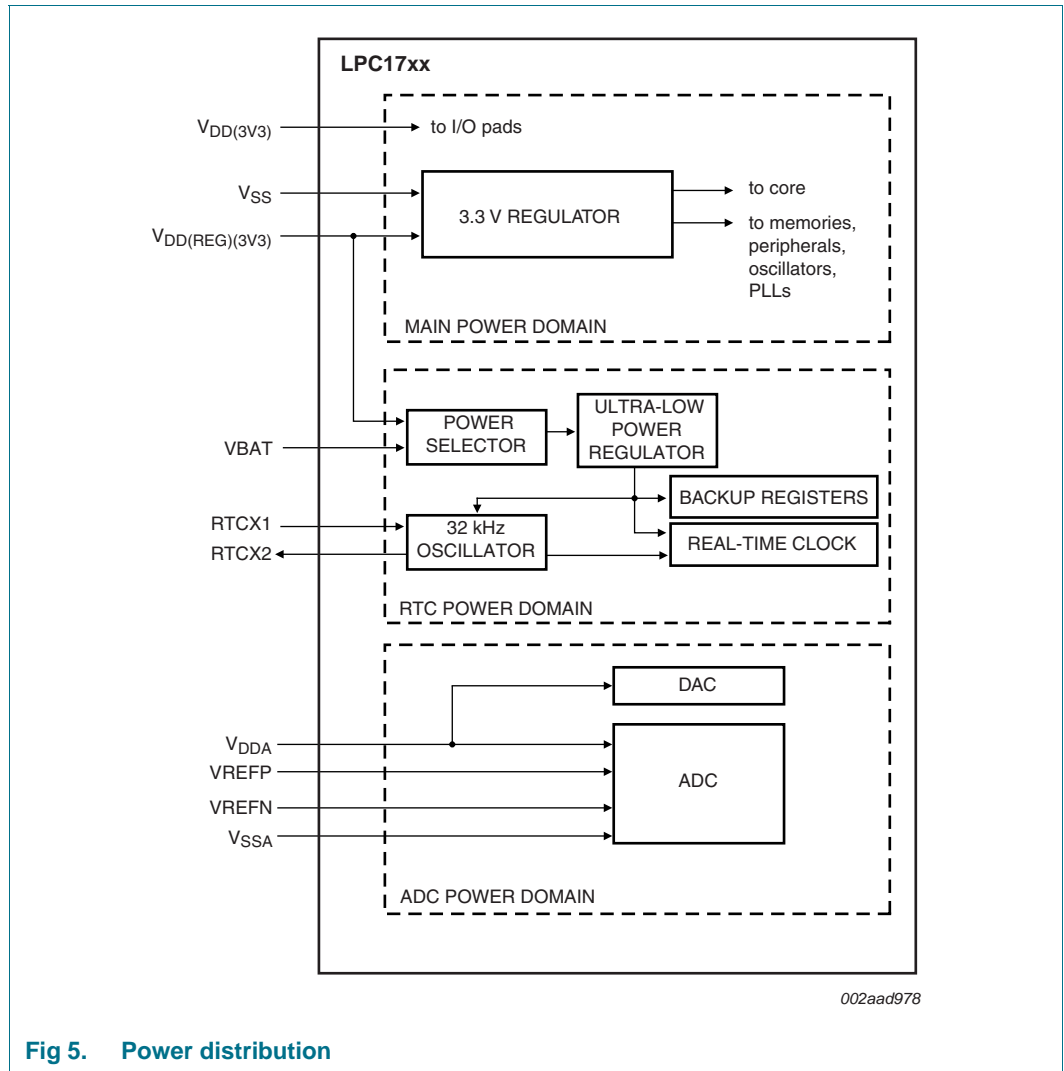 LPC17xx
VDD(3V3)
to I/O pads
VSS
3.3 V REGULATOR
to core
VDD(REG)(3V3)
to memories,
peripherals,
oscillators,
PLLs
MAIN POWER DOMAIN
VBAT
POWER
SELECTOR
ULTRA-LOW
POWER
REGULATOR
BACKUP REGISTERS
RTCX1
RTCX2
32 kHz
OSCILLATOR
REAL-TIME CLOCK
RTC POWER DOMAIN
DAC
VDDA
VREFP
VREFN
VSSA
ADC
ADC POWER DOMAIN
002aad978
Fig 5. Power distribution